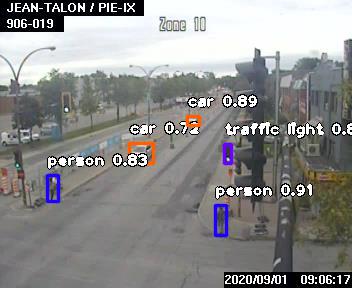 JEAN-TALON / PIE-IX
906-019
Zone 10
car 0.89
car 0.72
traffic light 0.8
person 0.83
person 0.91
2020/09/01 09:06:17